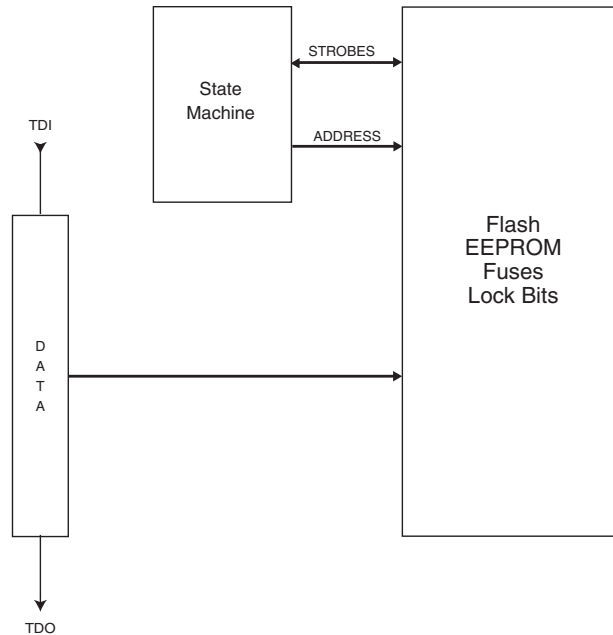 STROBES
State
Machine
ADDRESS
TDI
Flash
EEPROM
Fuses
Lock Bits
D
A
T
A
TDO